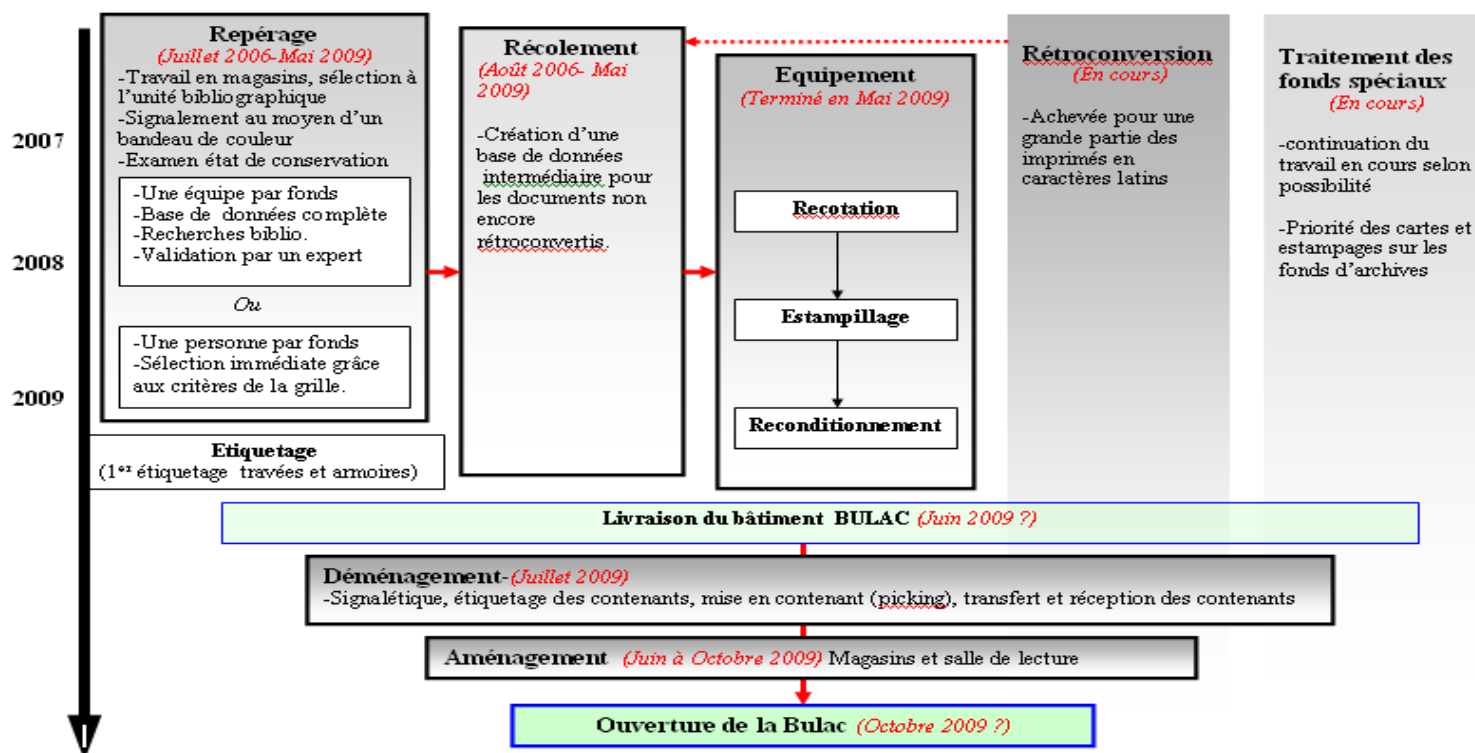 Repérage
(Juillet 2006-Mai 2009)
-Travail en magasins, sélection à
l'unité bibliographique
-Signalement au moyen d'un
bandeau de couleur
-Examen état de conservation
-Une équipe par fonds
-Base de données complète
-Recherches biblio.
-Validation par un expert
Ou
-Une personne par fonds
-Sélection immédiate grâce
aux critères de la grille.
Etiquetage
(1er étiquetage travées et armoires)
2007
2008
2009
Récolement
(Août 2006- Mai
2009)
-Création d'une
base de données
intermédiaire pour
les documents non
encore
rétroconvertis.
Equipement
(Terminé en Mai 2009)
Recotation
Estampillage
Reconditionnement
Rétroconversion
(En cours)
-Achevée pour une
grande partie des
imprimés en
caractères latins
Traitement des
fonds spéciaux
(En cours)
-continuation du
travail en cours selon
possibilité
-Priorité des cartes et
estampages sur les
fonds d'archives
Livraison du bâtiment BULAC (Juin 2009 ?)
Déménagement-(Juillet 2009)
-Signalétique, étiquetage des contenants, mise en contenant (picking), transfert et réception des contenants
Aménagement (Juin à Octobre 2009) Magasins et salle de lecture
Ouverture de la Bulac (Octobre 2009 ?)